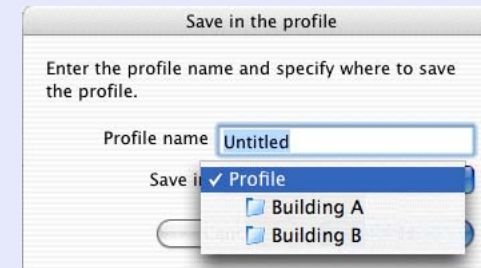 Save in the profile
Enter the profile name and specify where to save
the profile.
Profile name Untitled
Save i ✓ Profile
Building A
Building B